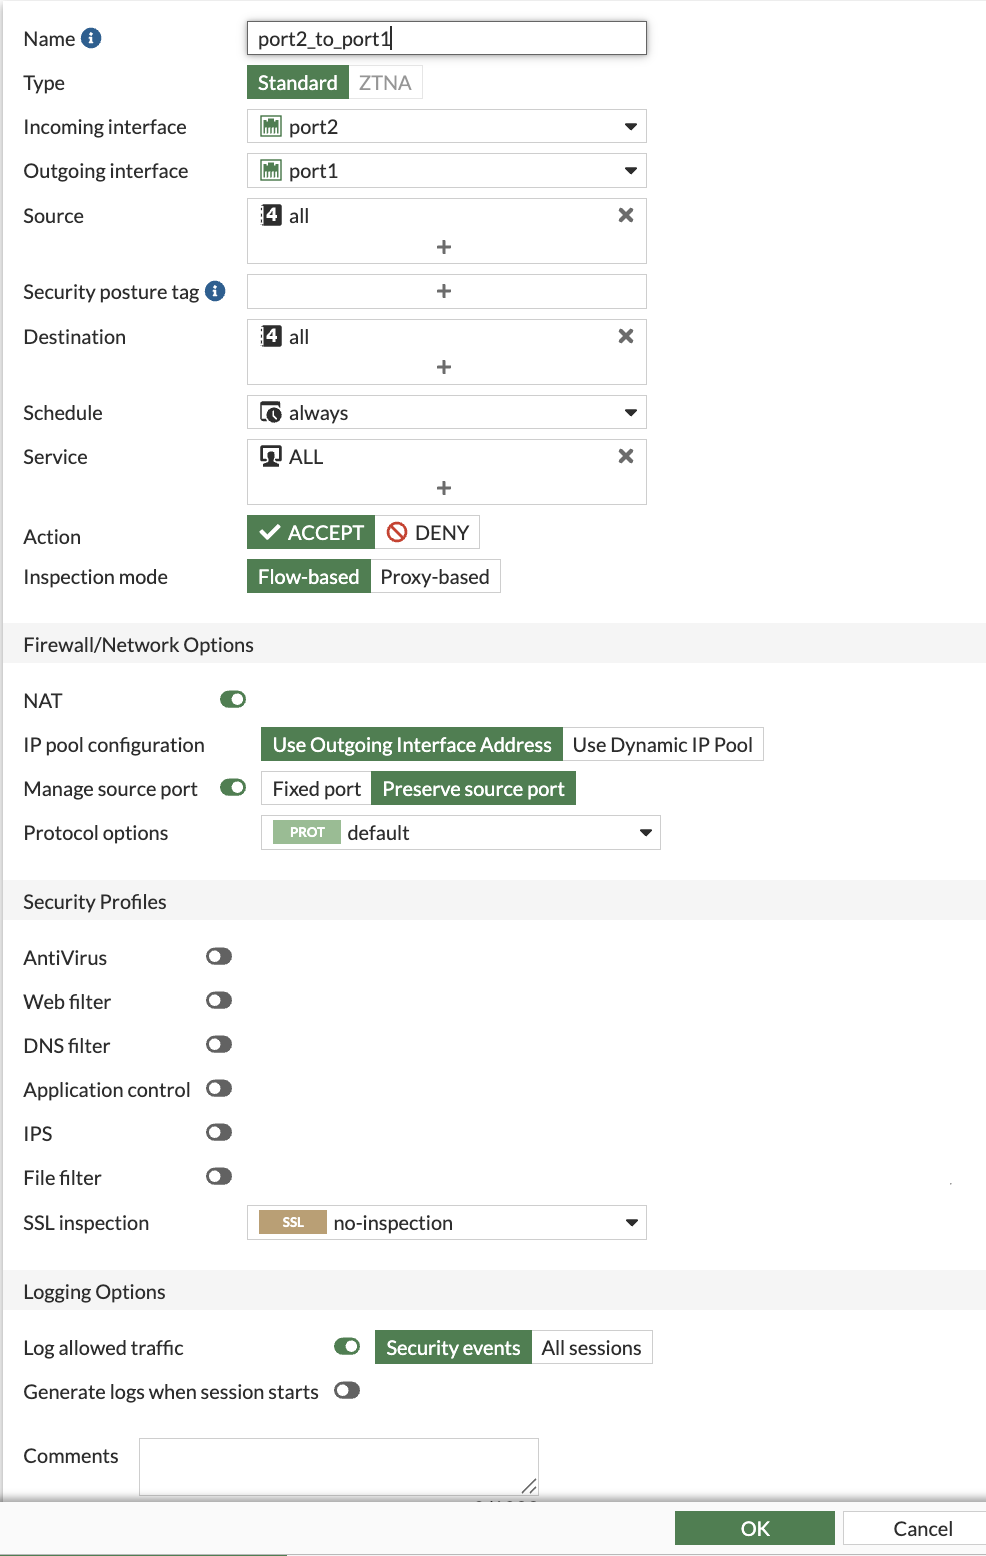 Name port2_to_port1
Type Standard ZTNA
Incoming interface port2
Outgoing interface port1
Source 4 all
Security posture tag
Destination 4 all
Schedule always
Service ALL
Action ACCEPT DENY
Inspection mode Flow-based Proxy-based
Firewall/Network Options
NAT
IP pool configuration Use Outgoing Interface Address Use Dynamic IP Pool
Manage source port Fixed port Preserve source port
Protocol options PROT default
Security Profiles
AntiVirus
Web filter
DNS filter
Application control
IPS
File filter
SSL inspection SSL no-inspection
Logging Options
Log allowed traffic Security events All sessions
Generate logs when session starts
Comments
OK Cancel